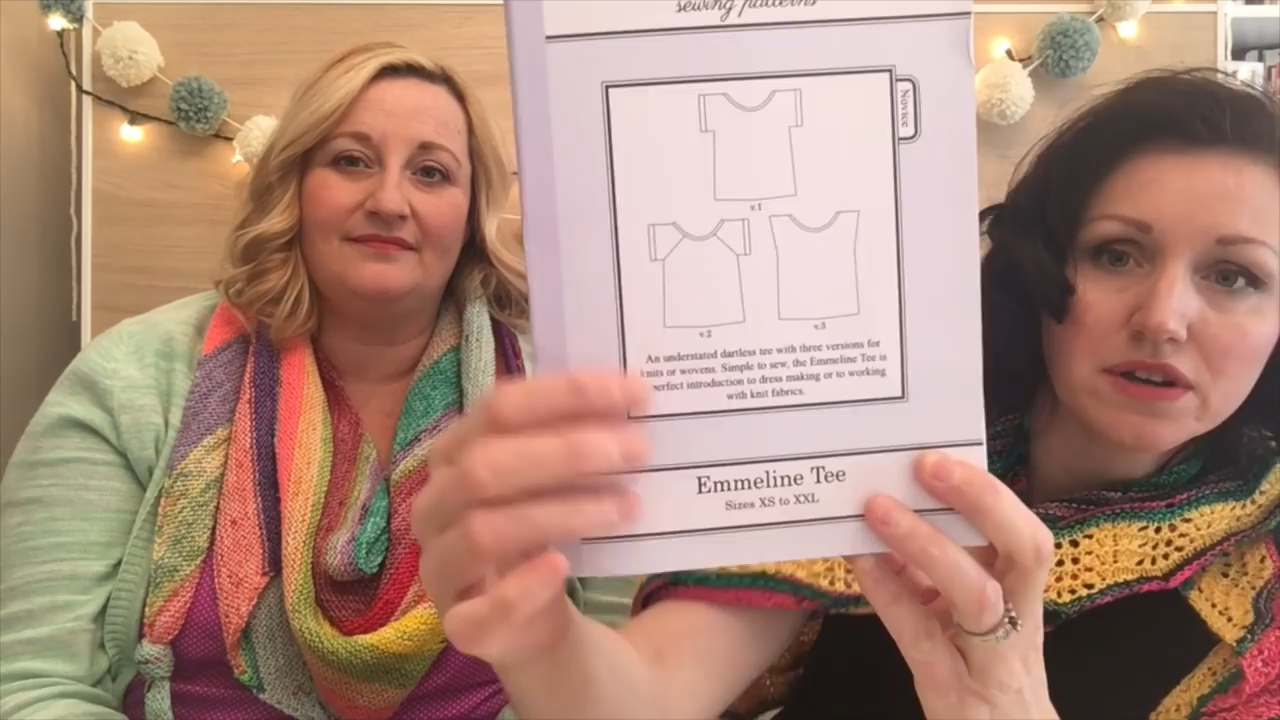 sewing patterns
Novice
v.1
v.2
v.3
An understated dartless tee with three versions for
knits or wovens. Simple to sew, the Emmeline Tee is
perfect introduction to dress making or to working
with knit fabrics.
Emmeline Tee
Sizes XS to XXL